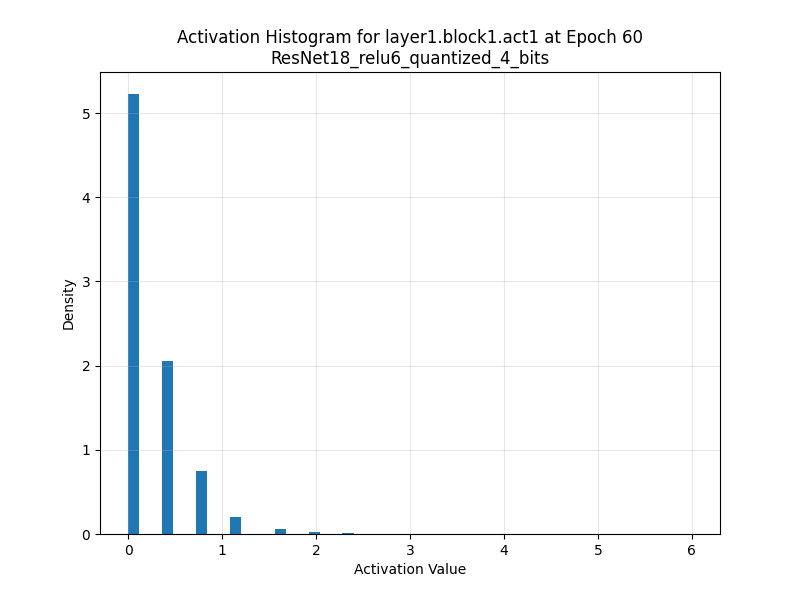 Activation Histogram for layer1.block1.act1 at Epoch 60
ResNet18_relu6_quantized_4_bits
5
4
3
2
1
0
Density
0 1 2 3 4 5 6
Activation Value